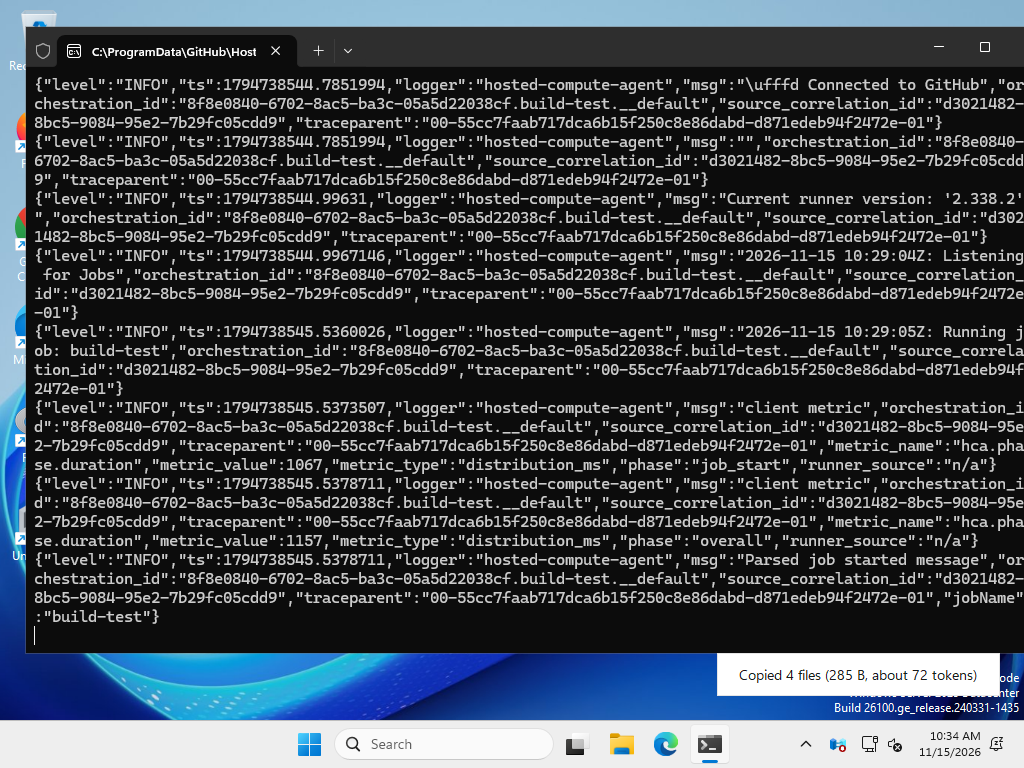 C:\ProgramData\GitHub\Host
{"level":"INFO","ts":1794738544.7851994,"logger":"hosted-compute-agent","msg":"\ufffd Connected to GitHub","or
chestration_id":"8f8e0840-6702-8ac5-ba3c-05a5d22038cf.build-test.__default","source_correlation_id":"d3021482-
8bc5-9084-95e2-7b29fc05cdd9","traceparent":"00-55cc7faab717dca6b15f250c8e86dabd-d871edeb94f2472e-01"}
{"level":"INFO","ts":1794738544.7851994,"logger":"hosted-compute-agent","msg":"","orchestration_id":"8f8e0840-
6702-8ac5-ba3c-05a5d22038cf.build-test.__default","source_correlation_id":"d3021482-8bc5-9084-95e2-7b29fc05cdd
9","traceparent":"00-55cc7faab717dca6b15f250c8e86dabd-d871edeb94f2472e-01"}
{"level":"INFO","ts":1794738544.99631,"logger":"hosted-compute-agent","msg":"Current runner version: '2.338.2'
","orchestration_id":"8f8e0840-6702-8ac5-ba3c-05a5d22038cf.build-test.__default","source_correlation_id":"d302
1482-8bc5-9084-95e2-7b29fc05cdd9","traceparent":"00-55cc7faab717dca6b15f250c8e86dabd-d871edeb94f2472e-01"}
{"level":"INFO","ts":1794738544.9967146,"logger":"hosted-compute-agent","msg":"2026-11-15 10:29:04Z: Listening
for Jobs","orchestration_id":"8f8e0840-6702-8ac5-ba3c-05a5d22038cf.build-test.__default","source_correlation_
id":"d3021482-8bc5-9084-95e2-7b29fc05cdd9","traceparent":"00-55cc7faab717dca6b15f250c8e86dabd-d871edeb94f2472e
-01"}
{"level":"INFO","ts":1794738545.5360026,"logger":"hosted-compute-agent","msg":"2026-11-15 10:29:05Z: Running j
ob: build-test","orchestration_id":"8f8e0840-6702-8ac5-ba3c-05a5d22038cf.build-test.__default","source_correla
tion_id":"d3021482-8bc5-9084-95e2-7b29fc05cdd9","traceparent":"00-55cc7faab717dca6b15f250c8e86dabd-d871edeb94f
2472e-01"}
{"level":"INFO","ts":1794738545.5373507,"logger":"hosted-compute-agent","msg":"client metric","orchestration_i
d":"8f8e0840-6702-8ac5-ba3c-05a5d22038cf.build-test.__default","source_correlation_id":"d3021482-8bc5-9084-95e
2-7b29fc05cdd9","traceparent":"00-55cc7faab717dca6b15f250c8e86dabd-d871edeb94f2472e-01","metric_name":"hca.pha
se.duration","metric_value":1067,"metric_type":"distribution_ms","phase":"job_start","runner_source":"n/a"}
{"level":"INFO","ts":1794738545.5378711,"logger":"hosted-compute-agent","msg":"client metric","orchestration_i
d":"8f8e0840-6702-8ac5-ba3c-05a5d22038cf.build-test.__default","source_correlation_id":"d3021482-8bc5-9084-95e
2-7b29fc05cdd9","traceparent":"00-55cc7faab717dca6b15f250c8e86dabd-d871edeb94f2472e-01","metric_name":"hca.pha
se.duration","metric_value":1157,"metric_type":"distribution_ms","phase":"overall","runner_source":"n/a"}
{"level":"INFO","ts":1794738545.5378711,"logger":"hosted-compute-agent","msg":"Parsed job started message","or
chestration_id":"8f8e0840-6702-8ac5-ba3c-05a5d22038cf.build-test.__default","source_correlation_id":"d3021482-
8bc5-9084-95e2-7b29fc05cdd9","traceparent":"00-55cc7faab717dca6b15f250c8e86dabd-d871edeb94f2472e-01","jobName"
:"build-test"}
Copied 4 files (285 B, about 72 tokens)
Build 26100.ge_release.240331-1435
Search
10:34 AM
11/15/2026